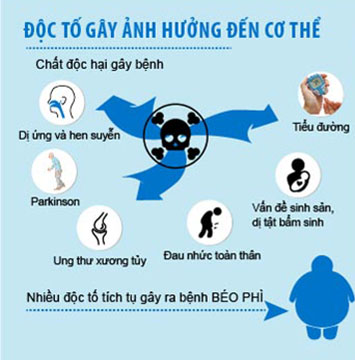 ĐỘC TỐ GÂY ẢNH HƯỞNG ĐẾN CƠ THỂ
Chất độc hại gây bệnh
Dị ứng và hen suyễn
Tiểu đường
Parkinson
Vấn đề sinh sản,
dị tật bẩm sinh
Ung thư xương tủy
Đau nhức toàn thân
Nhiều độc tố tích tụ gây ra bệnh BÉO PHÌ